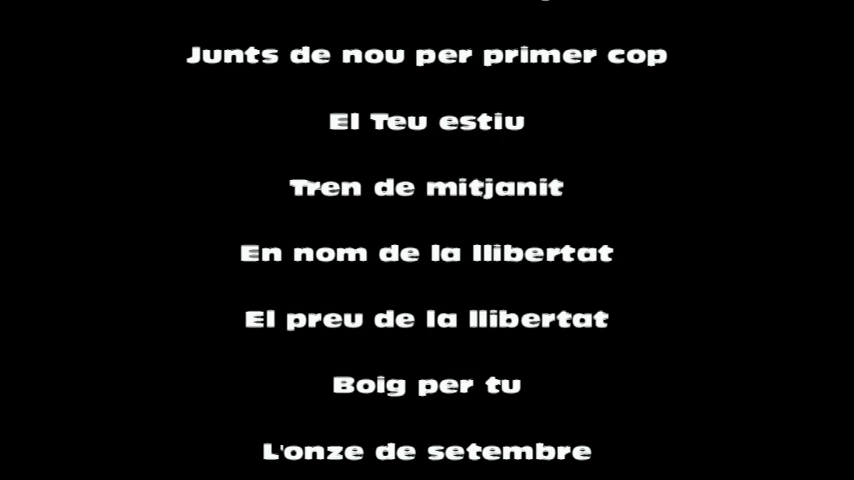 Junts de nou per primer cop
El Teu estiu
Tren de mitjanit
En nom de la llibertat
El preu de la llibertat
Boig per tu
L'onze de setembre